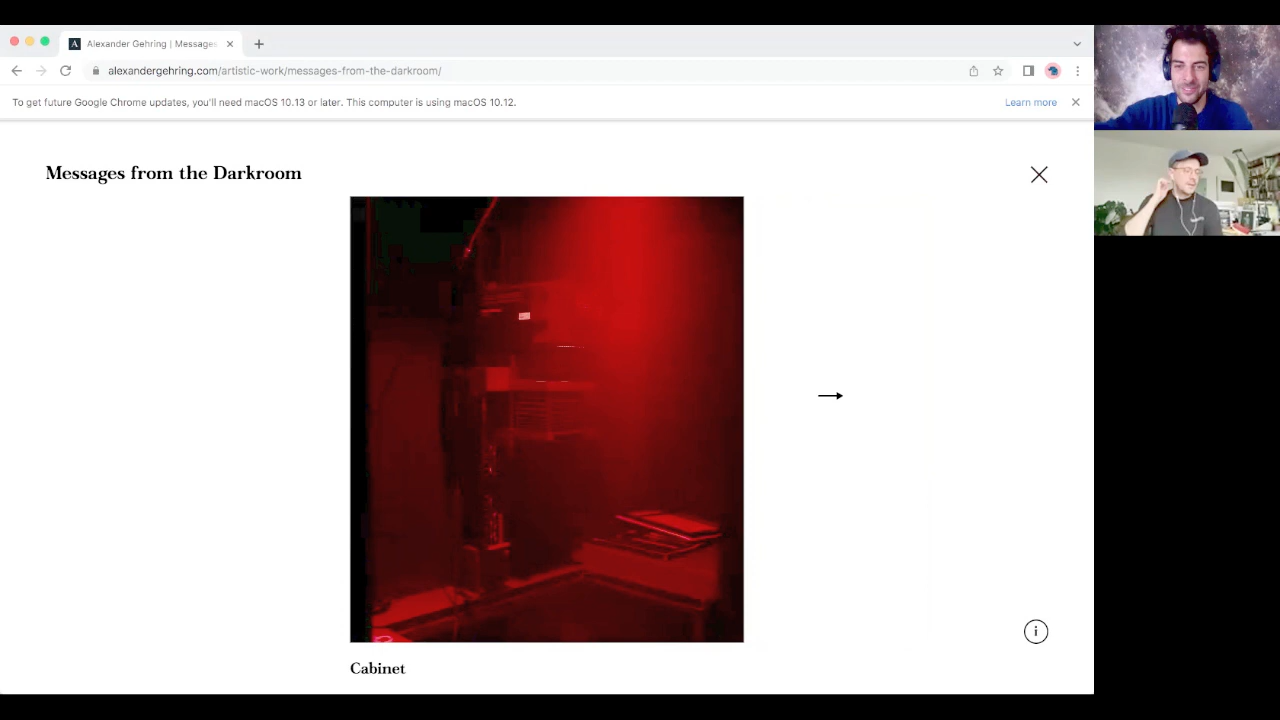 Alexander Gehring | Messages
alexandergehring.com/artistic-work/messages-from-the-darkroom/
To get future Google Chrome updates, you'll need macOS 10.13 or later. This computer is using macOS 10.12.
Learn more
Messages from the Darkroom
Cabinet